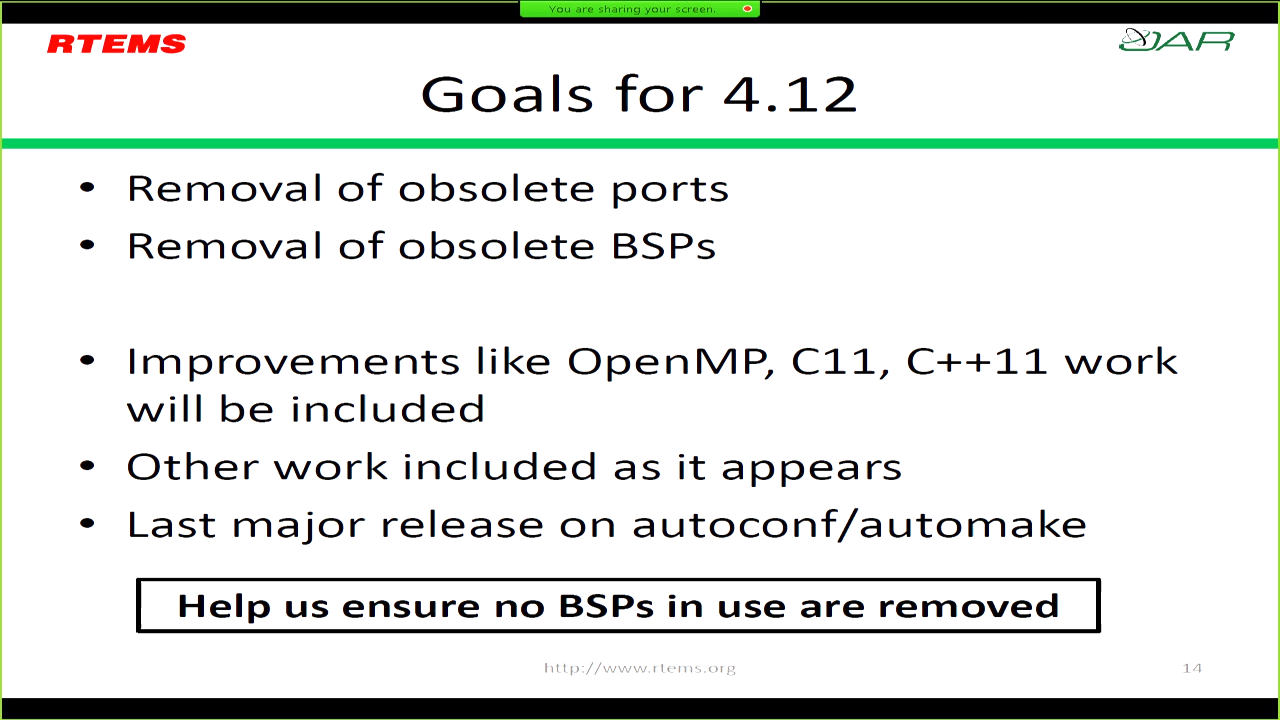 You are sharing your screen.
RTEMS
OAR
Goals for 4.12
• Removal of obsolete ports
• Removal of obsolete BSPs
• Improvements like OpenMP, C11, C++11 work
will be included
• Other work included as it appears
• Last major release on autoconf/automake
Help us ensure no BSPs in use are removed
http://www.rtems.org
14